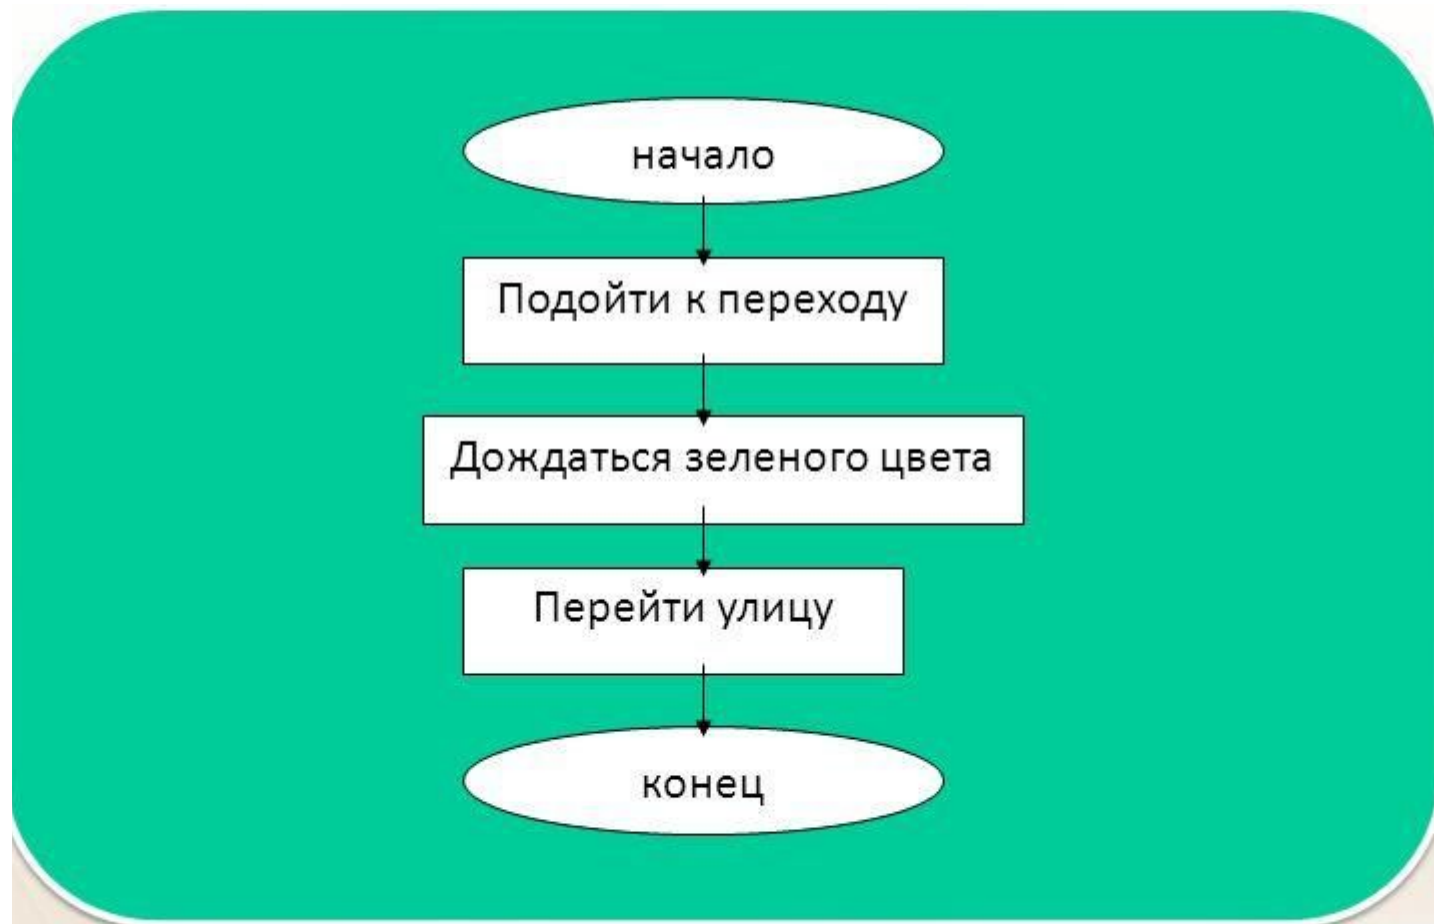 начало
Подойти к переходу
Дождаться зеленого цвета
Перейти улицу
конец